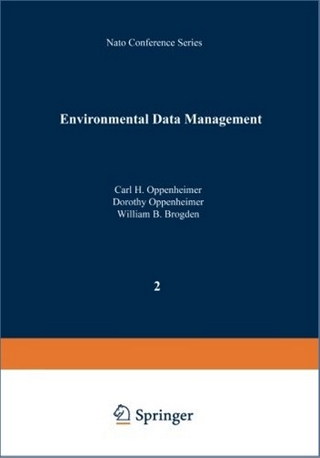 Nato Conference Series
Environmental Data Management
Carl H. Oppenheimer
Dorothy Oppenheimer
William B. Brogden
2
Springer